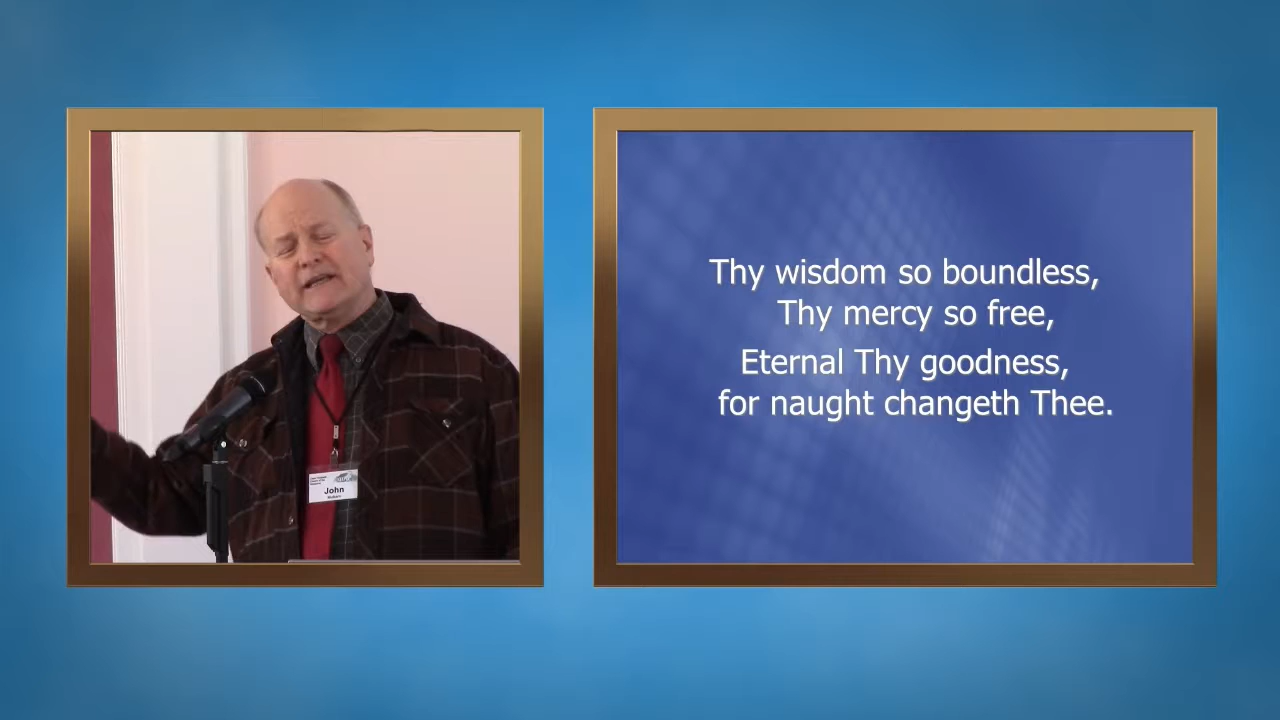 John
Thy wisdom so boundless,
Thy mercy so free,
Eternal Thy goodness,
for naught changeth Thee.